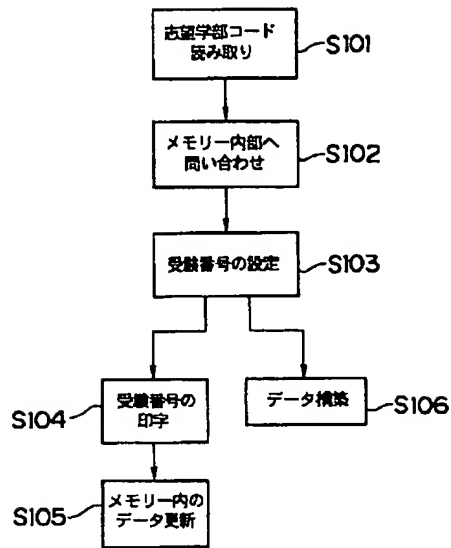 志望学部コード
読み取り
S101
メモリー内部へ
問い合わせ
S102
受験番号の設定
S103
受験番号の
印字
S104
データ構築
S106
メモリー内の
データ更新
S105